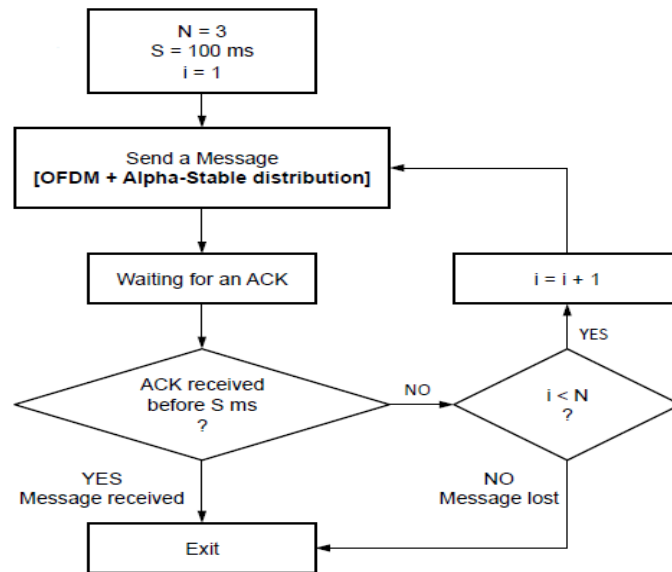 N = 3
S = 100 ms
i = 1
Send a Message
[OFDM + Alpha-Stable distribution]
Waiting for an ACK
i = i + 1
YES
ACK received
before S ms
?
NO
i < N
?
YES
Message received
NO
Message lost
Exit